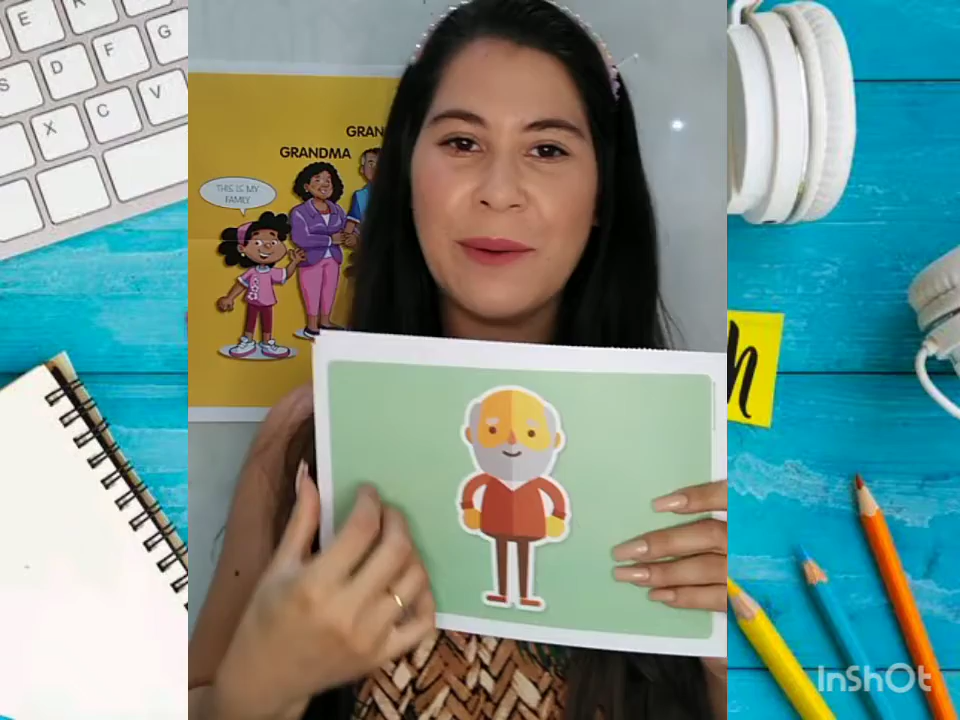 E R
S D F G
X C V
GRAN
GRANDMA
THIS IS MY
FAMILY
h
InShOt